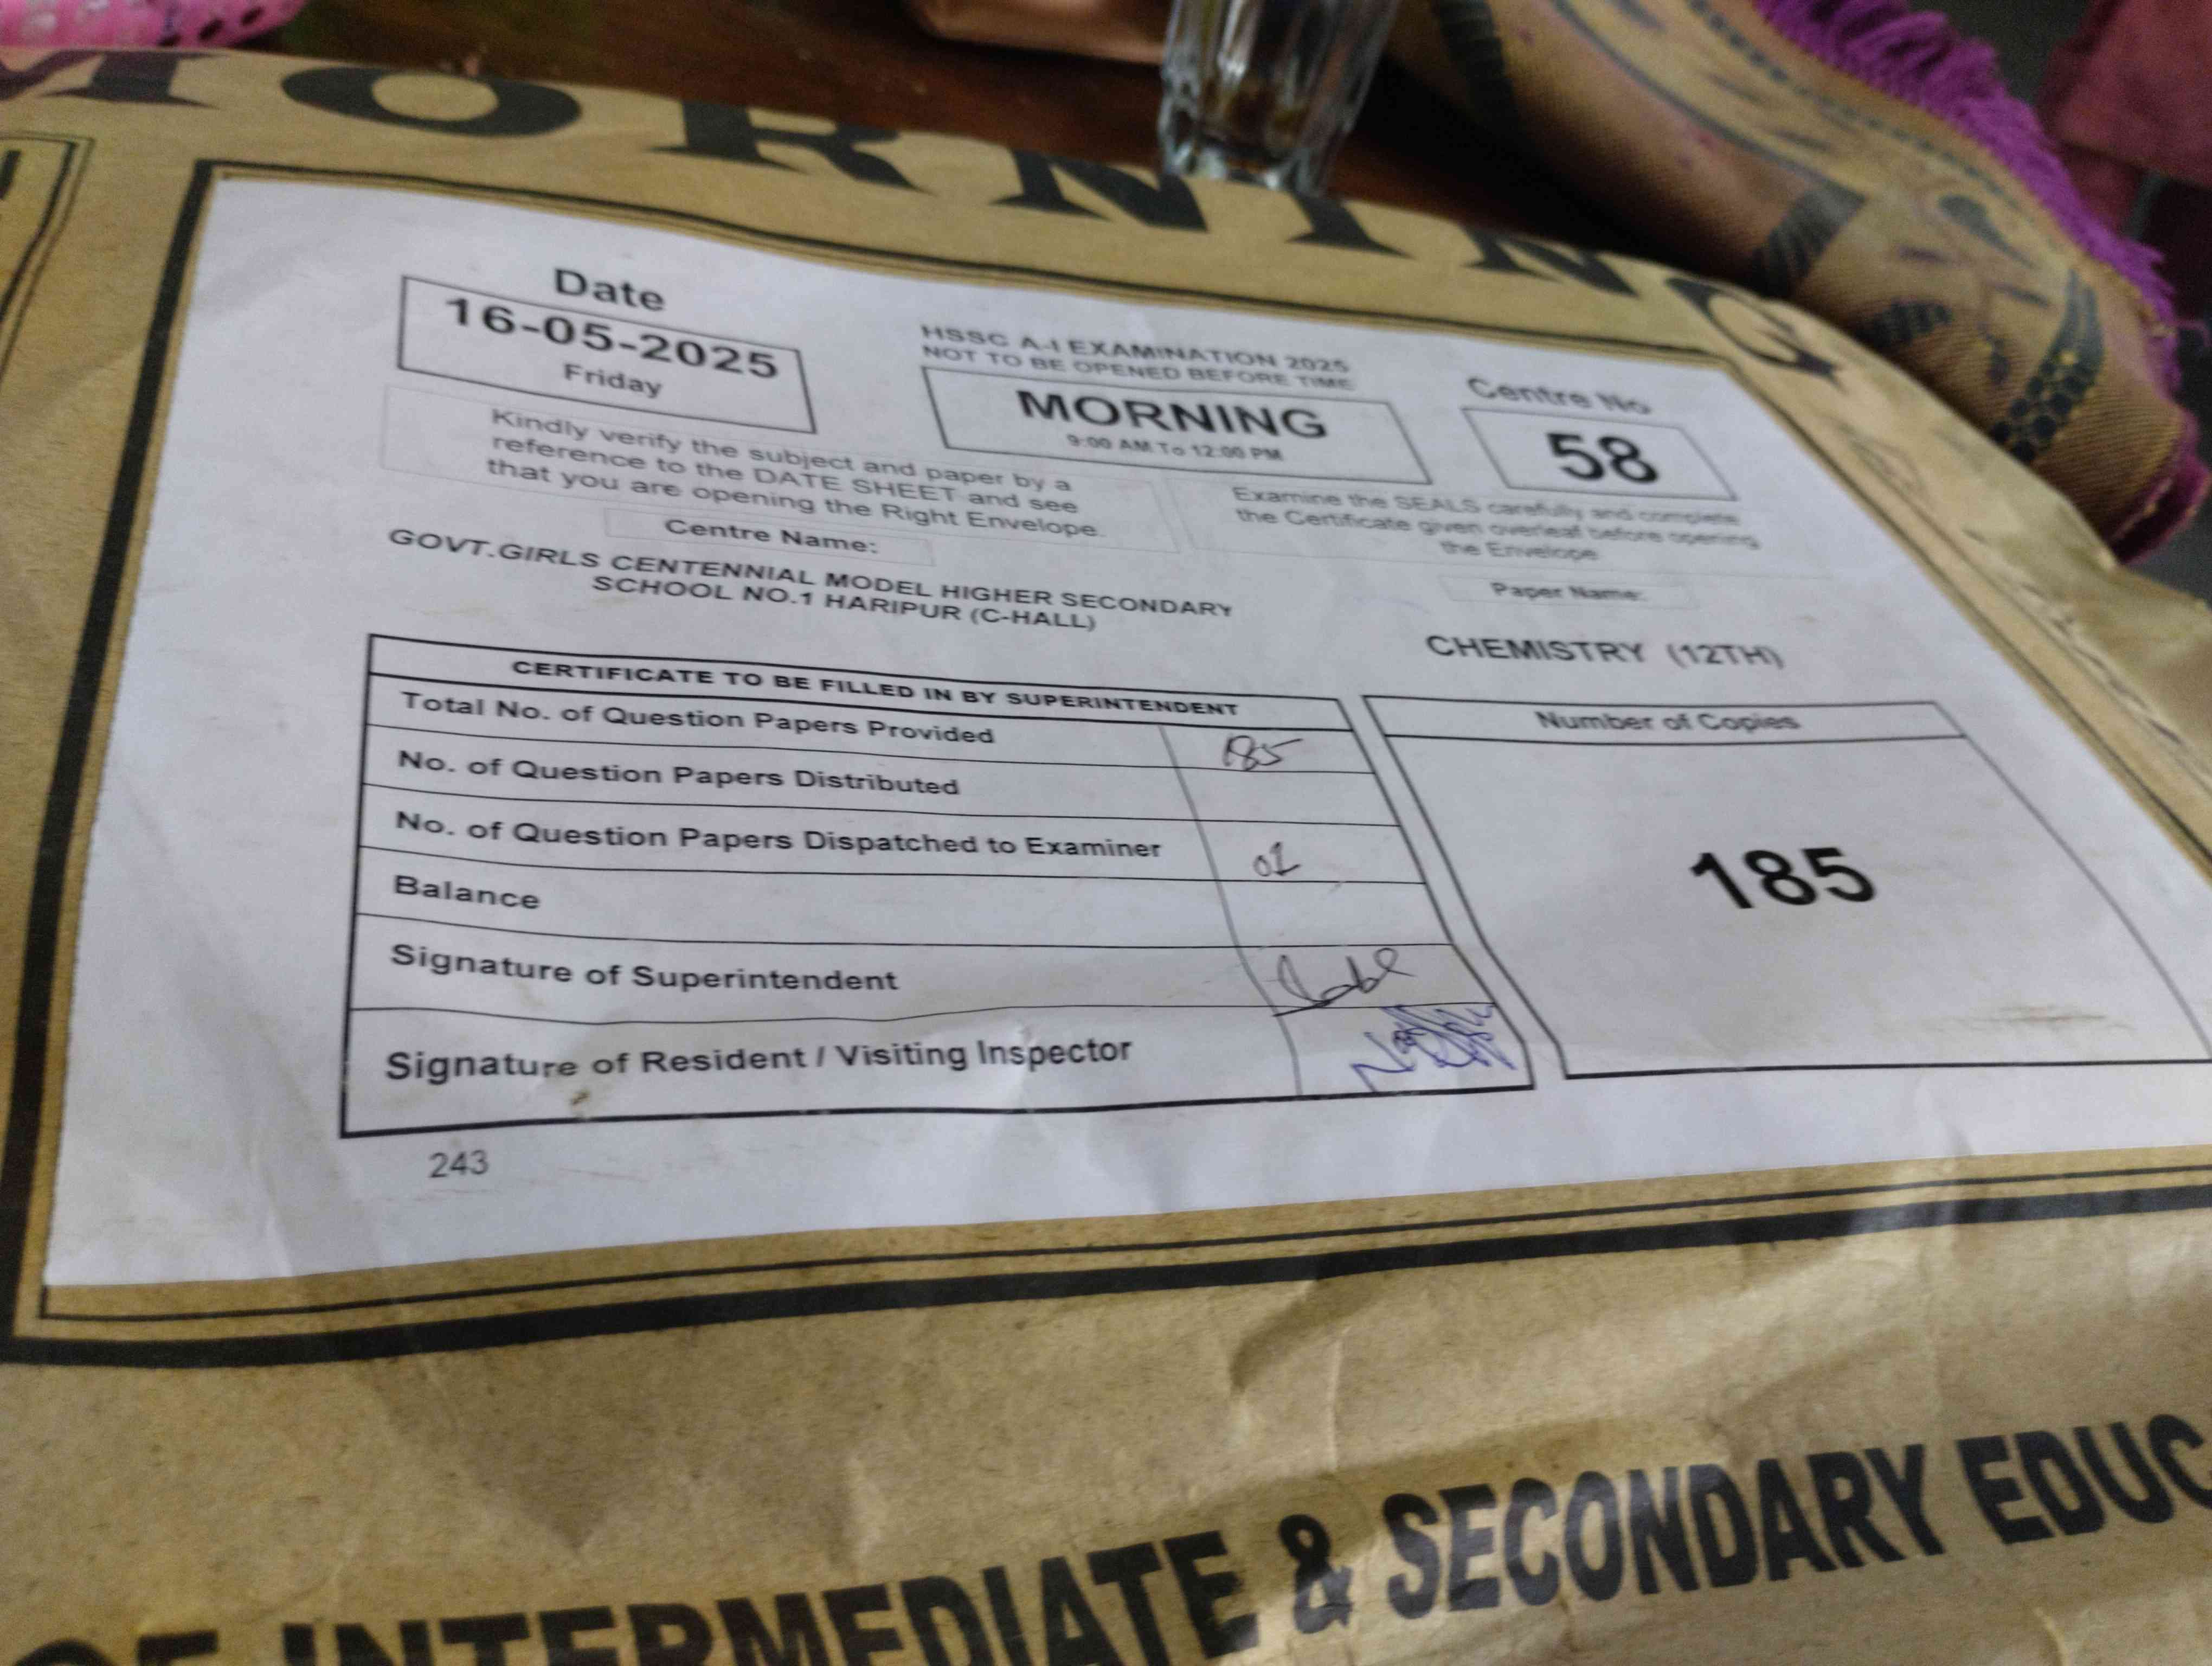 MORNING
Date
16-05-2025
Friday
HSSC A-I EXAMINATION 2025
NOT TO BE OPENED BEFORE TIME
MORNING
9:00 AM To 12:00 PM
Centre No
58
Kindly verify the subject and paper by a
reference to the DATE SHEET and see
that you are opening the Right Envelope.
Examine the SEALS carefully and complete
the Certificate given overleaf before opening
the Envelope
Centre Name:
GOVT.GIRLS CENTENNIAL MODEL HIGHER SECONDARY
SCHOOL NO.1 HARIPUR (C-HALL)
Paper Name:
CHEMISTRY (12TH)
CERTIFICATE TO BE FILLED IN BY SUPERINTENDENT
Total No. of Question Papers Provided 185
No. of Question Papers Distributed
No. of Question Papers Dispatched to Examiner 01
Balance
Signature of Superintendent
Signature of Resident / Visiting Inspector
Number of Copies
185
243
OF INTERMEDIATE & SECONDARY EDUC